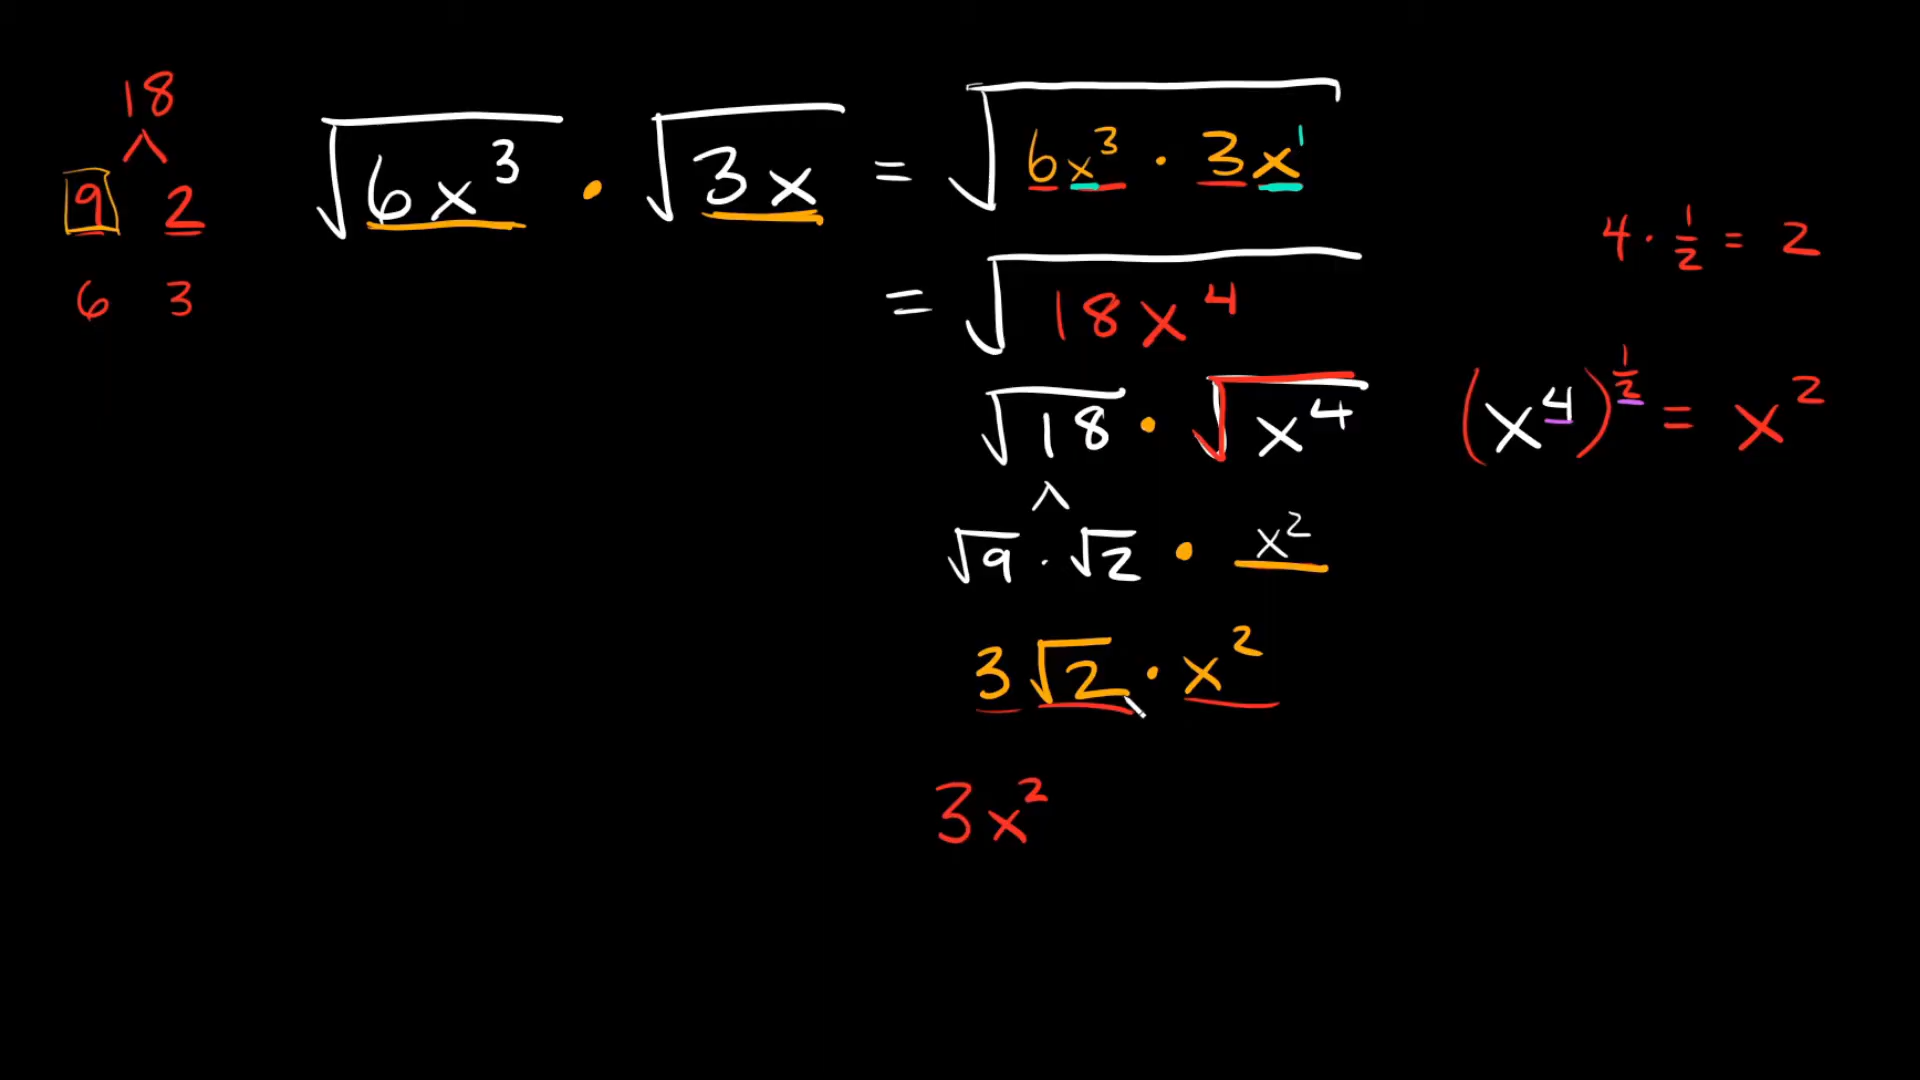 18
9 2
6 3
√(6x³) · √(3x) = √(6x³ · 3x¹)
= √(18x⁴)
√18 · √(x⁴)
√9 · √2 · x²
3√2 · x²
3x²
4 · 1/2 = 2
(x⁴)^(1/2) = x²